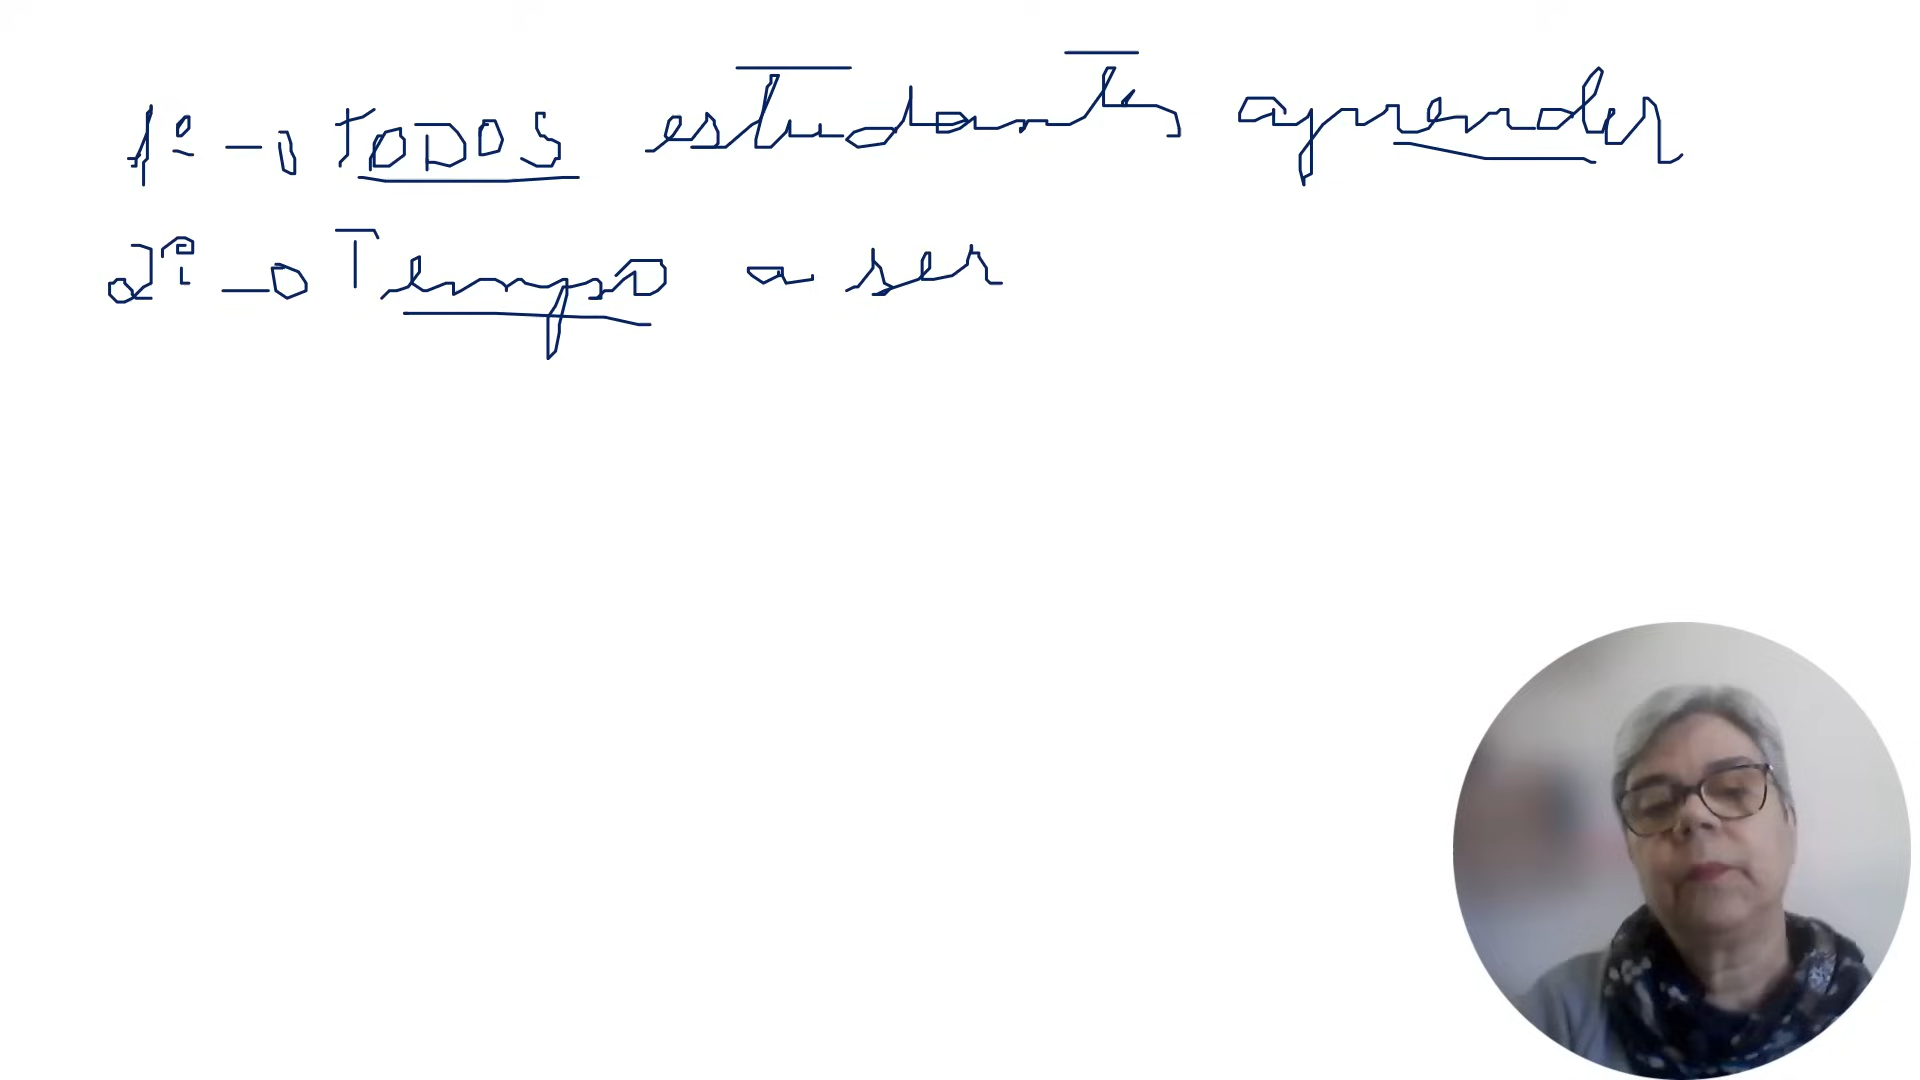 1º → TODOS estudantes aprender
2º → Tempo a ser